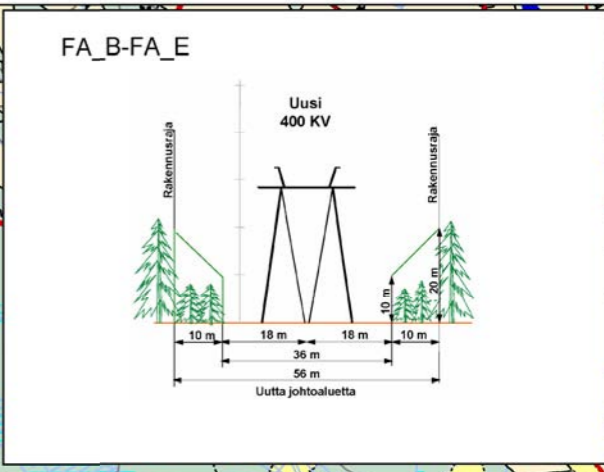 FA_B-FA_E
Uusi
400 KV
Rakennusraja
Rakennusraja
10 m
20 m
10 m
18 m
18 m
10 m
36 m
56 m
Uutta johtoaluetta